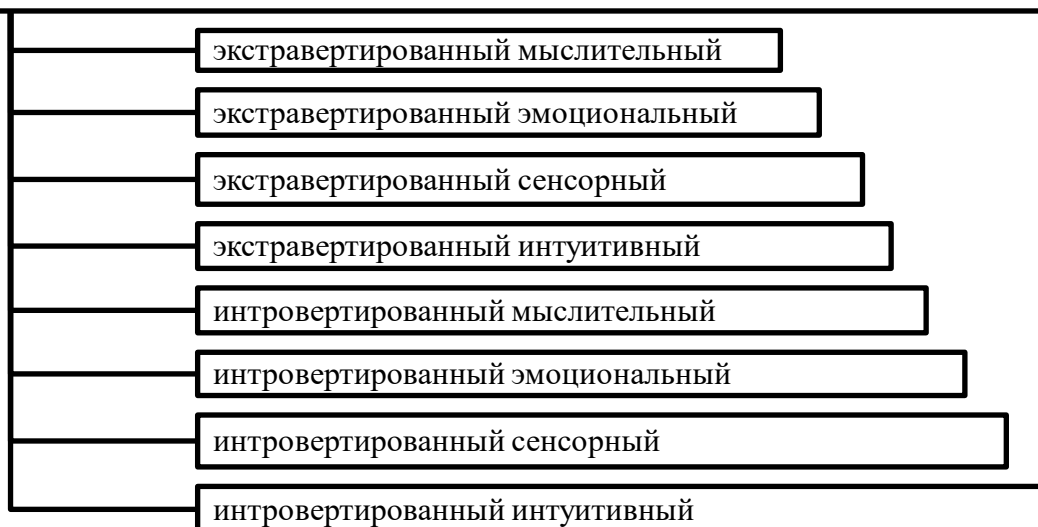 экстравертированный мыслительный
экстравертированный эмоциональный
экстравертированный сенсорный
экстравертированный интуитивный
интровертированный мыслительный
интровертированный эмоциональный
интровертированный сенсорный
интровертированный интуитивный